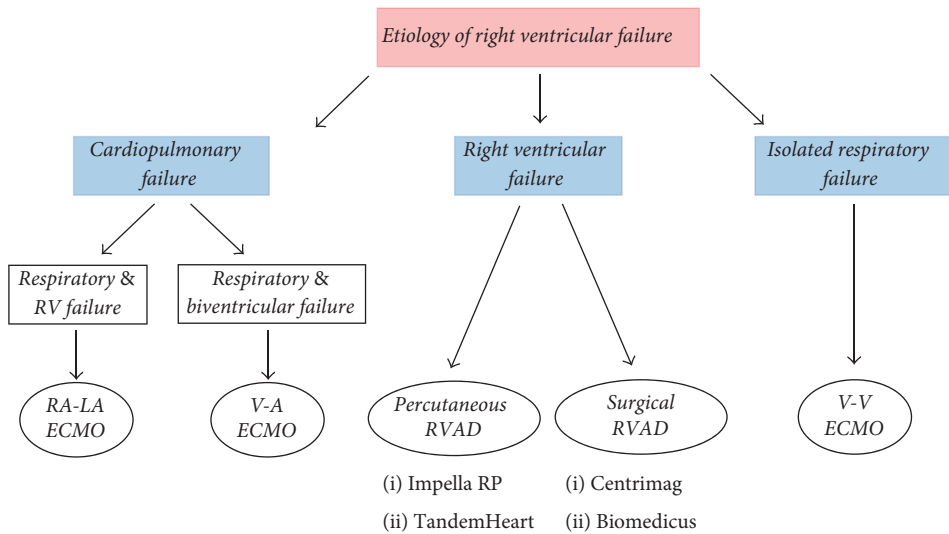 Etiology of right ventricular failure
Cardiopulmonary
failure
Right ventricular
failure
Isolated respiratory
failure
Respiratory &
RV failure
Respiratory &
biventricular failure
RA-LA
ECMO
V-A
ECMO
Percutaneous
RVAD
Surgical
RVAD
V-V
ECMO
(i) Impella RP
(ii) TandemHeart
(i) Centrimag
(ii) Biomedicus